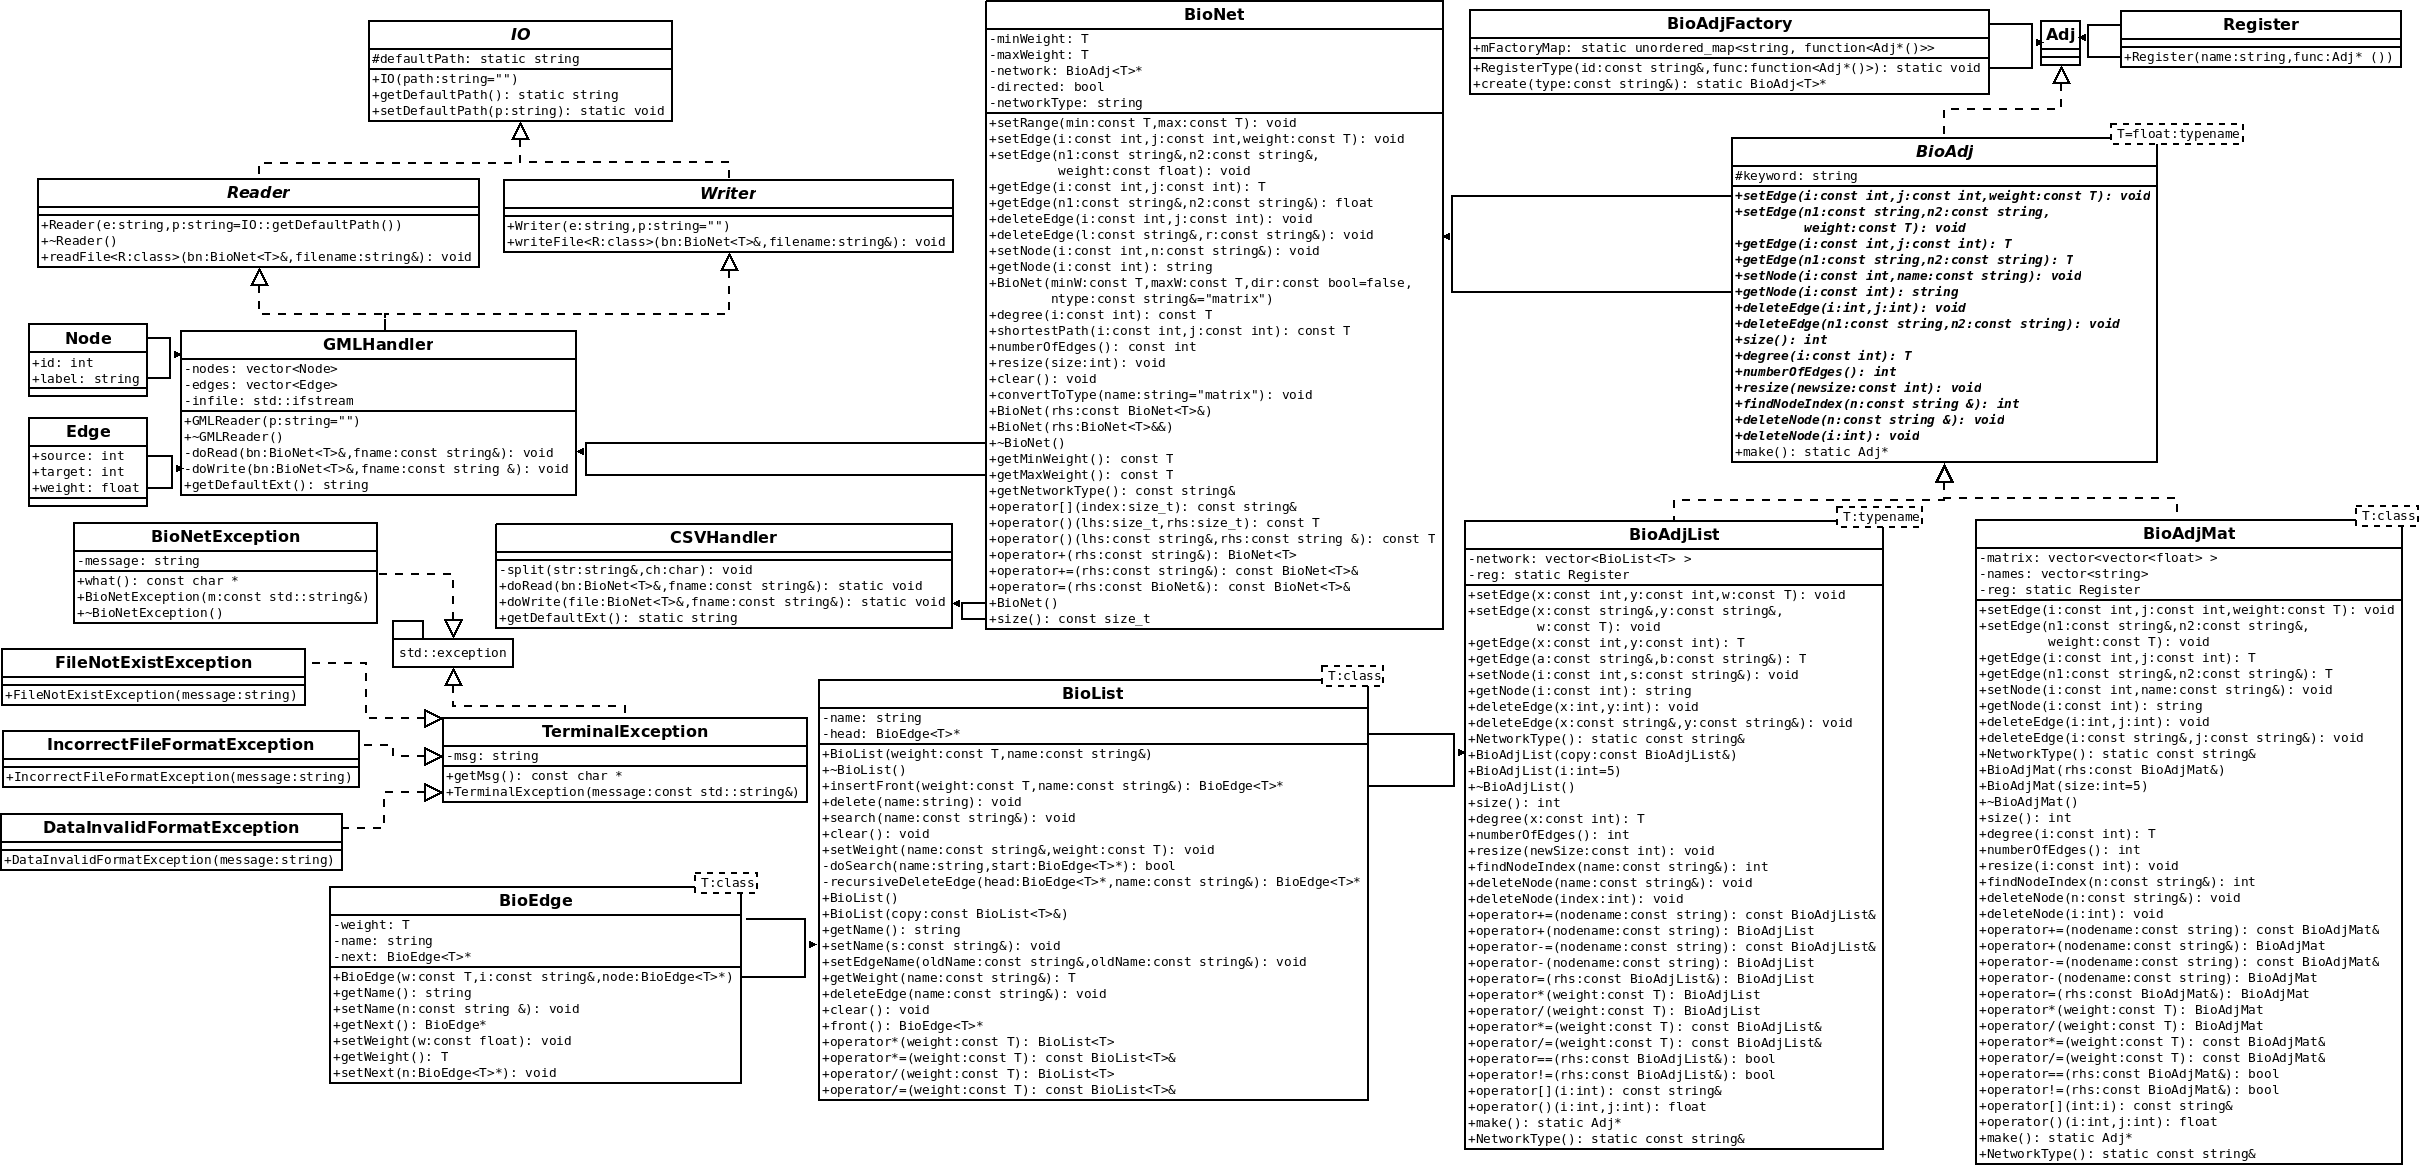 IO
#defaultPath: static string
+IO(path:string="")
+getDefaultPath(): static string
+setDefaultPath(p:string): static void
Reader
+Reader(e:string,p:string=IO::getDefaultPath())
+~Reader()
+readFile<R:class>(bn:BioNet<T>&,filename:string&): void
Writer
+Writer(e:string,p:string="")
+writeFile<R:class>(bn:BioNet<T>&,filename:string&): void
Node
+id: int
+label: string
Edge
+source: int
+target: int
+weight: float
GMLHandler
-nodes: vector<Node>
-edges: vector<Edge>
-infile: std::ifstream
+GMLReader(p:string="")
+~GMLReader()
-doRead(bn:BioNet<T>&,fname:const string&): void
-doWrite(bn:BioNet<T>&,fname:const string &): void
+getDefaultExt(): string
BioNetException
-message: string
+what(): const char *
+BioNetException(m:const std::string&)
+~BioNetException()
CSVHandler
-split(str:string&,ch:char): void
+doRead(bn:BioNet<T>&,fname:const string&): static void
+doWrite(file:BioNet<T>&,fname:const string&): static void
+getDefaultExt(): static string
std::exception
FileNotExistException
+FileNotExistException(message:string)
IncorrectFileFormatException
+IncorrectFileFormatException(message:string)
DataInvalidFormatException
+DataInvalidFormatException(message:string)
TerminalException
-msg: string
+getMsg(): const char *
+TerminalException(message:const std::string&)
T:class
BioEdge
-weight: T
-name: string
-next: BioEdge<T>*
+BioEdge(w:const T,i:const string&,node:BioEdge<T>*)
+getName(): string
+setName(n:const string &): void
+getNext(): BioEdge*
+setWeight(w:const float): void
+getWeight(): T
+setNext(n:BioEdge<T>*): void
BioNet
-minWeight: T
-maxWeight: T
-network: BioAdj<T>*
-directed: bool
-networkType: string
+setRange(min:const T,max:const T): void
+setEdge(i:const int,j:const int,weight:const T): void
+setEdge(n1:const string&,n2:const string&,
weight:const float): void
+getEdge(i:const int,j:const int): T
+getEdge(n1:const string&,n2:const string&): float
+deleteEdge(i:const int,j:const int): void
+deleteEdge(l:const string&,r:const string&): void
+setNode(i:const int,n:const string&): void
+getNode(i:const int): string
+BioNet(minW:const T,maxW:const T,dir:const bool=false,
ntype:const string&="matrix")
+degree(i:const int): const T
+shortestPath(i:const int,j:const int): const T
+numberOfEdges(): const int
+resize(size:int): void
+clear(): void
+convertToType(name:string="matrix"): void
+BioNet(rhs:const BioNet<T>&)
+BioNet(rhs:BioNet<T>&&)
+~BioNet()
+getMinWeight(): const T
+getMaxWeight(): const T
+getNetworkType(): const string&
+operator[](index:size_t): const string&
+operator()(lhs:size_t,rhs:size_t): const T
+operator()(lhs:const string&,rhs:const string &): const T
+operator+(rhs:const string&): BioNet<T>
+operator+=(rhs:const string&): const BioNet<T>&
+operator=(rhs:const BioNet&): const BioNet<T>&
+BioNet()
+size(): const size_t
T:class
BioList
-name: string
-head: BioEdge<T>*
+BioList(weight:const T,name:const string&)
+~BioList()
+insertFront(weight:const T,name:const string&): BioEdge<T>*
+delete(name:string): void
+search(name:const string&): void
+clear(): void
+setWeight(name:const string&,weight:const T): void
-doSearch(name:string,start:BioEdge<T>*): bool
-recursiveDeleteEdge(head:BioEdge<T>*,name:const string&): BioEdge<T>*
+BioList()
+BioList(copy:const BioList<T>&)
+getName(): string
+setName(s:const string&): void
+setEdgeName(oldName:const string&,oldName:const string&): void
+getWeight(name:const string&): T
+deleteEdge(name:const string&): void
+clear(): void
+front(): BioEdge<T>*
+operator*(weight:const T): BioList<T>
+operator*=(weight:const T): const BioList<T>&
+operator/(weight:const T): BioList<T>
+operator/=(weight:const T): const BioList<T>&
BioAdjFactory
+mFactoryMap: static unordered_map<string, function<Adj*()>>
+RegisterType(id:const string&,func:function<Adj*()>): static void
+create(type:const string&): static BioAdj<T>*
Adj
Register
+Register(name:string,func:Adj* ())
T=float:typename
BioAdj
#keyword: string
+setEdge(i:const int,j:const int,weight:const T): void
+setEdge(n1:const string,n2:const string,
weight:const T): void
+getEdge(i:const int,j:const int): T
+getEdge(n1:const string,n2:const string): T
+setNode(i:const int,name:const string): void
+getNode(i:const int): string
+deleteEdge(i:int,j:int): void
+deleteEdge(n1:const string,n2:const string): void
+size(): int
+degree(i:const int): T
+numberOfEdges(): int
+resize(newsize:const int): void
+findNodeIndex(n:const string &): int
+deleteNode(n:const string &): void
+deleteNode(i:int): void
+make(): static Adj*
T:typename
BioAdjList
-network: vector<BioList<T> >
-reg: static Register
+setEdge(x:const int,y:const int,w:const T): void
+setEdge(x:const string&,y:const string&,
w:const T): void
+getEdge(x:const int,y:const int): T
+getEdge(a:const string&,b:const string&): T
+setNode(i:const int,s:const string&): void
+getNode(i:const int): string
+deleteEdge(x:int,y:int): void
+deleteEdge(x:const string&,y:const string&): void
+NetworkType(): static const string&
+BioAdjList(copy:const BioAdjList&)
+BioAdjList(i:int=5)
+~BioAdjList()
+size(): int
+degree(x:const int): T
+numberOfEdges(): int
+resize(newSize:const int): void
+findNodeIndex(name:const string&): int
+deleteNode(name:const string&): void
+deleteNode(index:int): void
+operator+=(nodename:const string): const BioAdjList&
+operator+(nodename:const string): BioAdjList
+operator-=(nodename:const string): const BioAdjList&
+operator-(nodename:const string): BioAdjList
+operator=(rhs:const BioAdjList&): BioAdjList
+operator*(weight:const T): BioAdjList
+operator/(weight:const T): BioAdjList
+operator*=(weight:const T): const BioAdjList&
+operator/=(weight:const T): const BioAdjList&
+operator==(rhs:const BioAdjList&): bool
+operator!=(rhs:const BioAdjList&): bool
+operator[](i:int): const string&
+operator()(i:int,j:int): float
+make(): static Adj*
+NetworkType(): static const string&
T:class
BioAdjMat
-matrix: vector<vector<float> >
-names: vector<string>
-reg: static Register
+setEdge(i:const int,j:const int,weight:const T): void
+setEdge(n1:const string&,n2:const string&,
weight:const T): void
+getEdge(i:const int,j:const int): T
+getEdge(n1:const string&,n2:const string&): T
+setNode(i:const int,name:const string&): void
+getNode(i:const int): string
+deleteEdge(i:int,j:int): void
+deleteEdge(i:const string&,j:const string&): void
+NetworkType(): static const string&
+BioAdjMat(rhs:const BioAdjMat&)
+BioAdjMat(size:int=5)
+~BioAdjMat()
+size(): int
+degree(i:const int): T
+numberOfEdges(): int
+resize(i:const int): void
+findNodeIndex(n:const string&): int
+deleteNode(n:const string&): void
+deleteNode(i:int): void
+operator+=(nodename:const string): const BioAdjMat&
+operator+(nodename:const string&): BioAdjMat
+operator-=(nodename:const string): const BioAdjMat&
+operator-(nodename:const string): BioAdjMat
+operator=(rhs:const BioAdjMat&): BioAdjMat
+operator*(weight:const T): BioAdjMat
+operator/(weight:const T): BioAdjMat
+operator*=(weight:const T): const BioAdjMat&
+operator/=(weight:const T): const BioAdjMat&
+operator==(rhs:const BioAdjMat&): bool
+operator!=(rhs:const BioAdjMat&): bool
+operator[](int:i): const string&
+operator()(i:int,j:int): float
+make(): static Adj*
+NetworkType(): static const string&